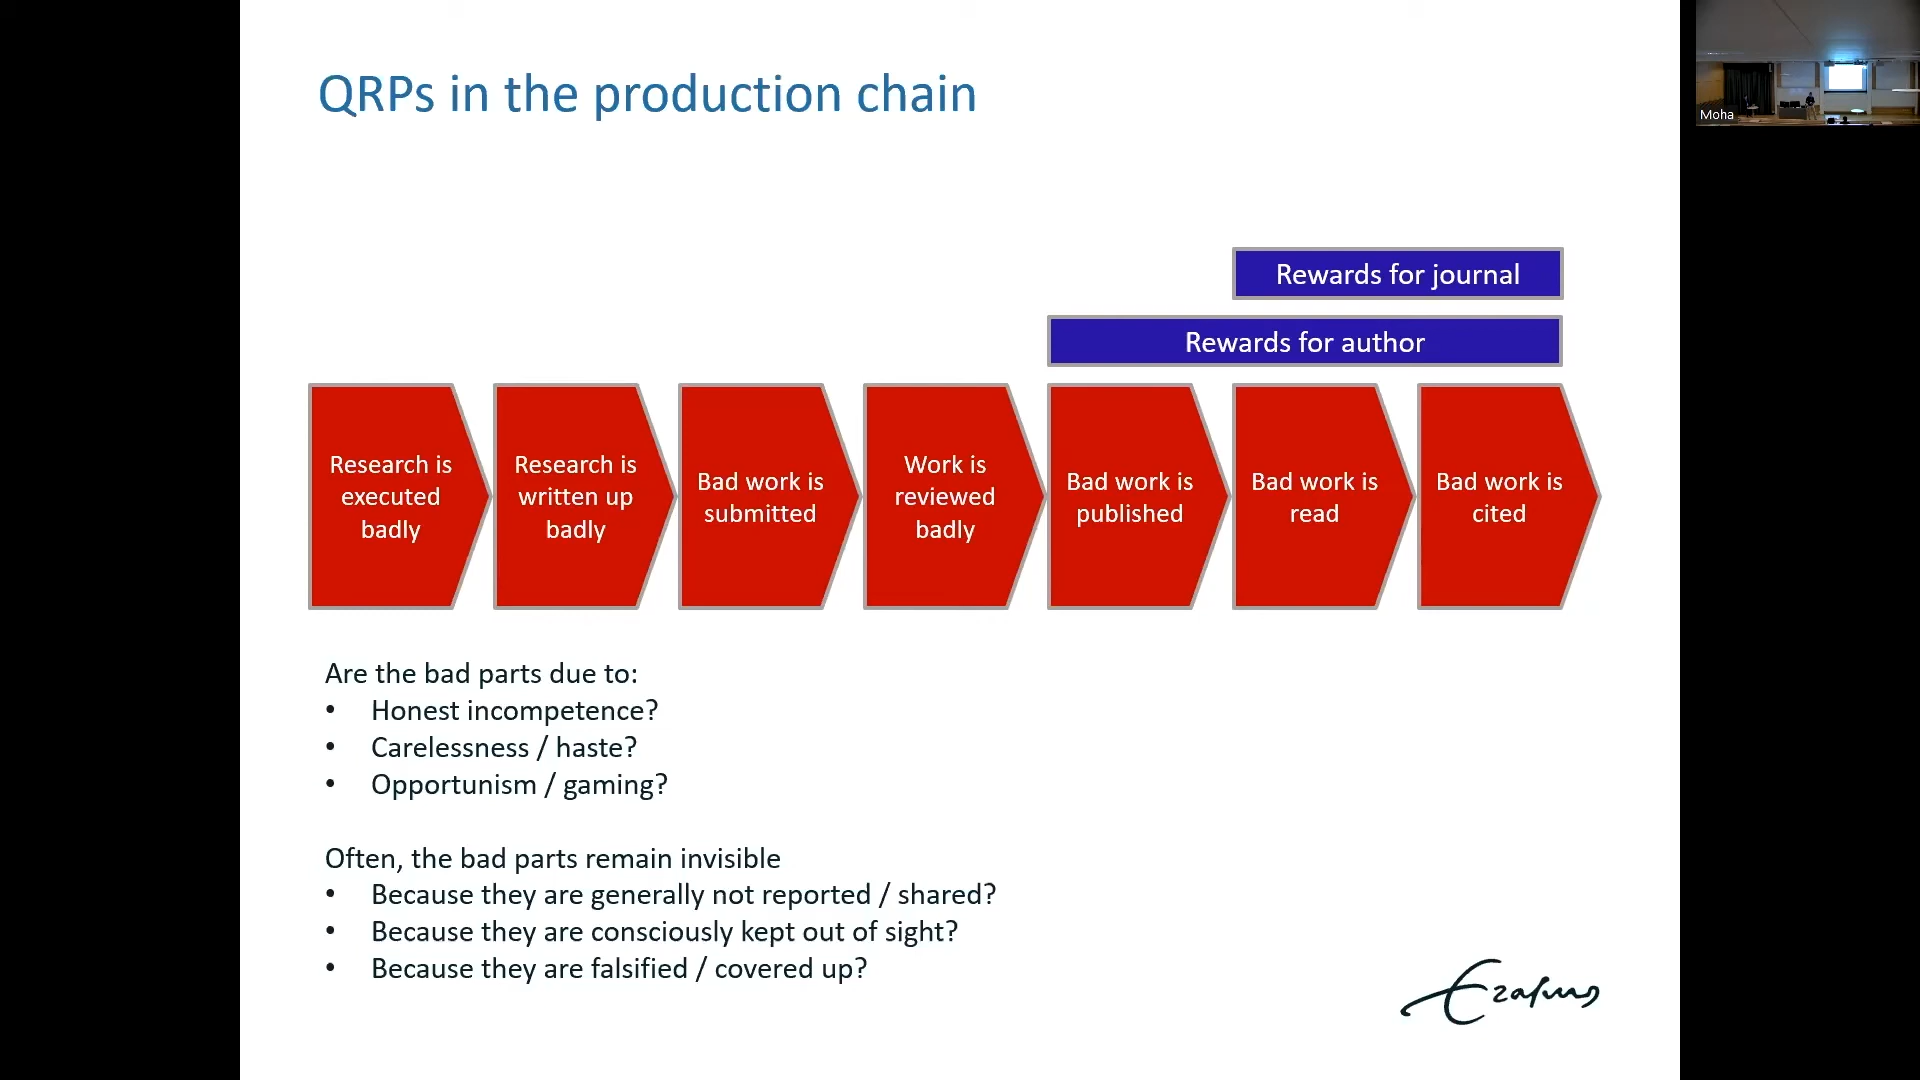 QRPs in the production chain
Moha
Rewards for journal
Rewards for author
Research is
executed
badly
Research is
written up
badly
Bad work is
submitted
Work is
reviewed
badly
Bad work is
published
Bad work is
read
Bad work is
cited
Are the bad parts due to:
• Honest incompetence?
• Carelessness / haste?
• Opportunism / gaming?
Often, the bad parts remain invisible
• Because they are generally not reported / shared?
• Because they are consciously kept out of sight?
• Because they are falsified / covered up?
Erasmus